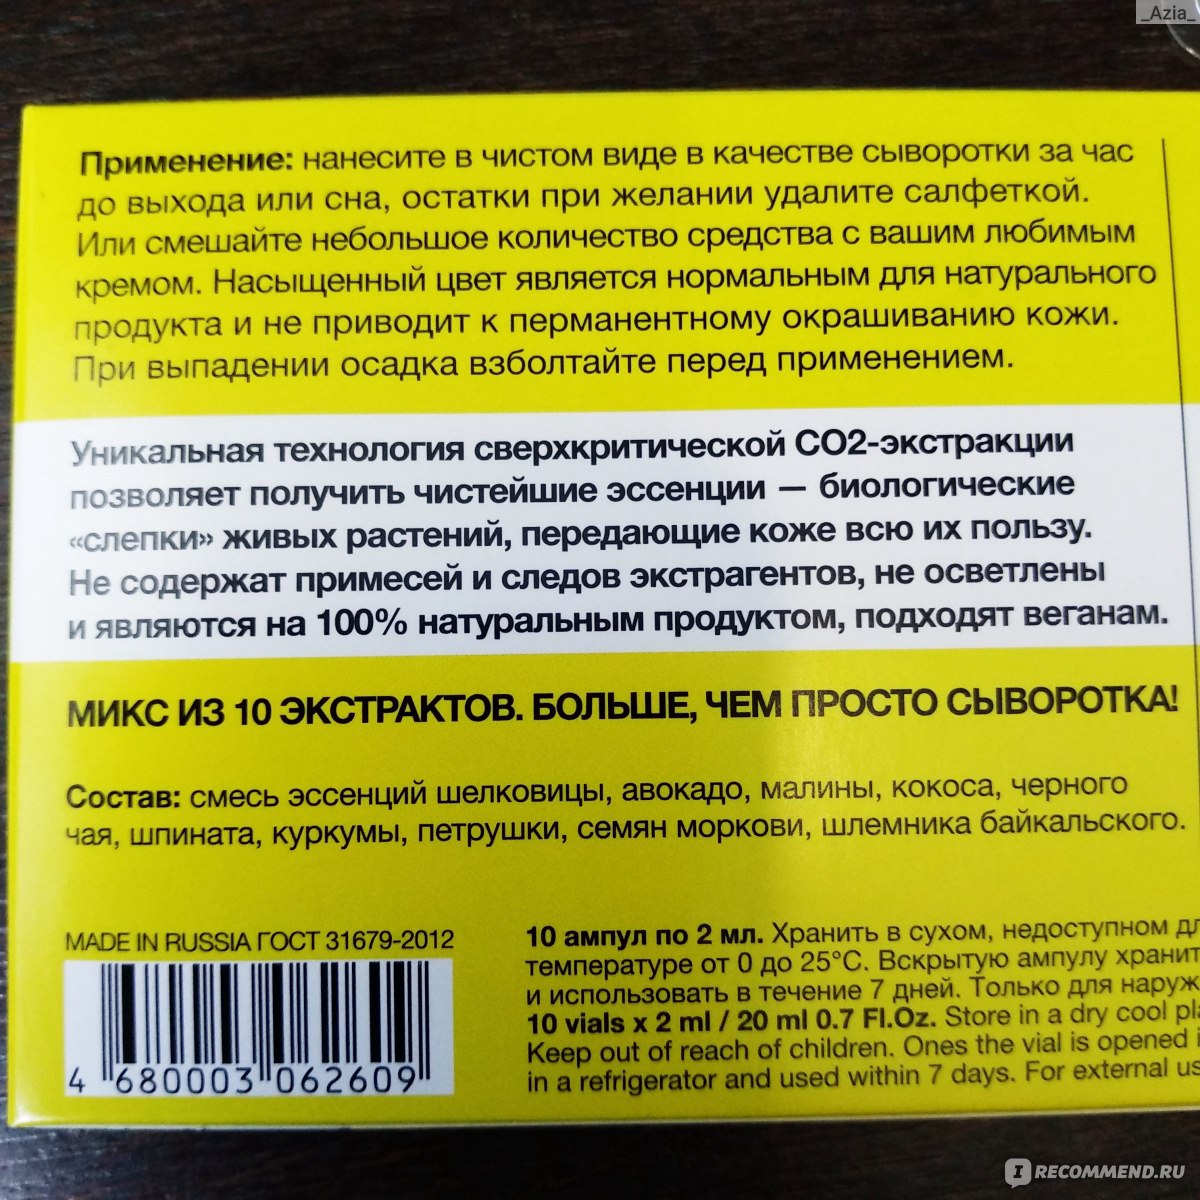 _Azia_
Применение: нанесите в чистом виде в качестве сыворотки за час
до выхода или сна, остатки при желании удалите салфеткой.
Или смешайте небольшое количество средства с вашим любимым
кремом. Насыщенный цвет является нормальным для натурального
продукта и не приводит к перманентному окрашиванию кожи.
При выпадении осадка взболтайте перед применением.
Уникальная технология сверхкритической CO2-экстракции
позволяет получить чистейшие эссенции — биологические
«слепки» живых растений, передающие коже всю их пользу.
Не содержат примесей и следов экстрагентов, не осветлены
и являются на 100% натуральным продуктом, подходят веганам.
МИКС ИЗ 10 ЭКСТРАКТОВ. БОЛЬШЕ, ЧЕМ ПРОСТО СЫВОРОТКА!
Состав: смесь эссенций шелковицы, авокадо, малины, кокоса, черного
чая, шпината, куркумы, петрушки, семян моркови, шлемника байкальского.
MADE IN RUSSIA ГОСТ 31679-2012
4 680003 062609
10 ампул по 2 мл. Хранить в сухом, недоступном
температуре от 0 до 25°C. Вскрытую ампулу хранит
и использовать в течение 7 дней. Только для наруж
10 vials x 2 ml / 20 ml 0.7 Fl.Oz. Store in a dry cool pla
Keep out of reach of children. Ones the vial is opened
in a refrigerator and used within 7 days. For external us
IRECOMMEND.RU